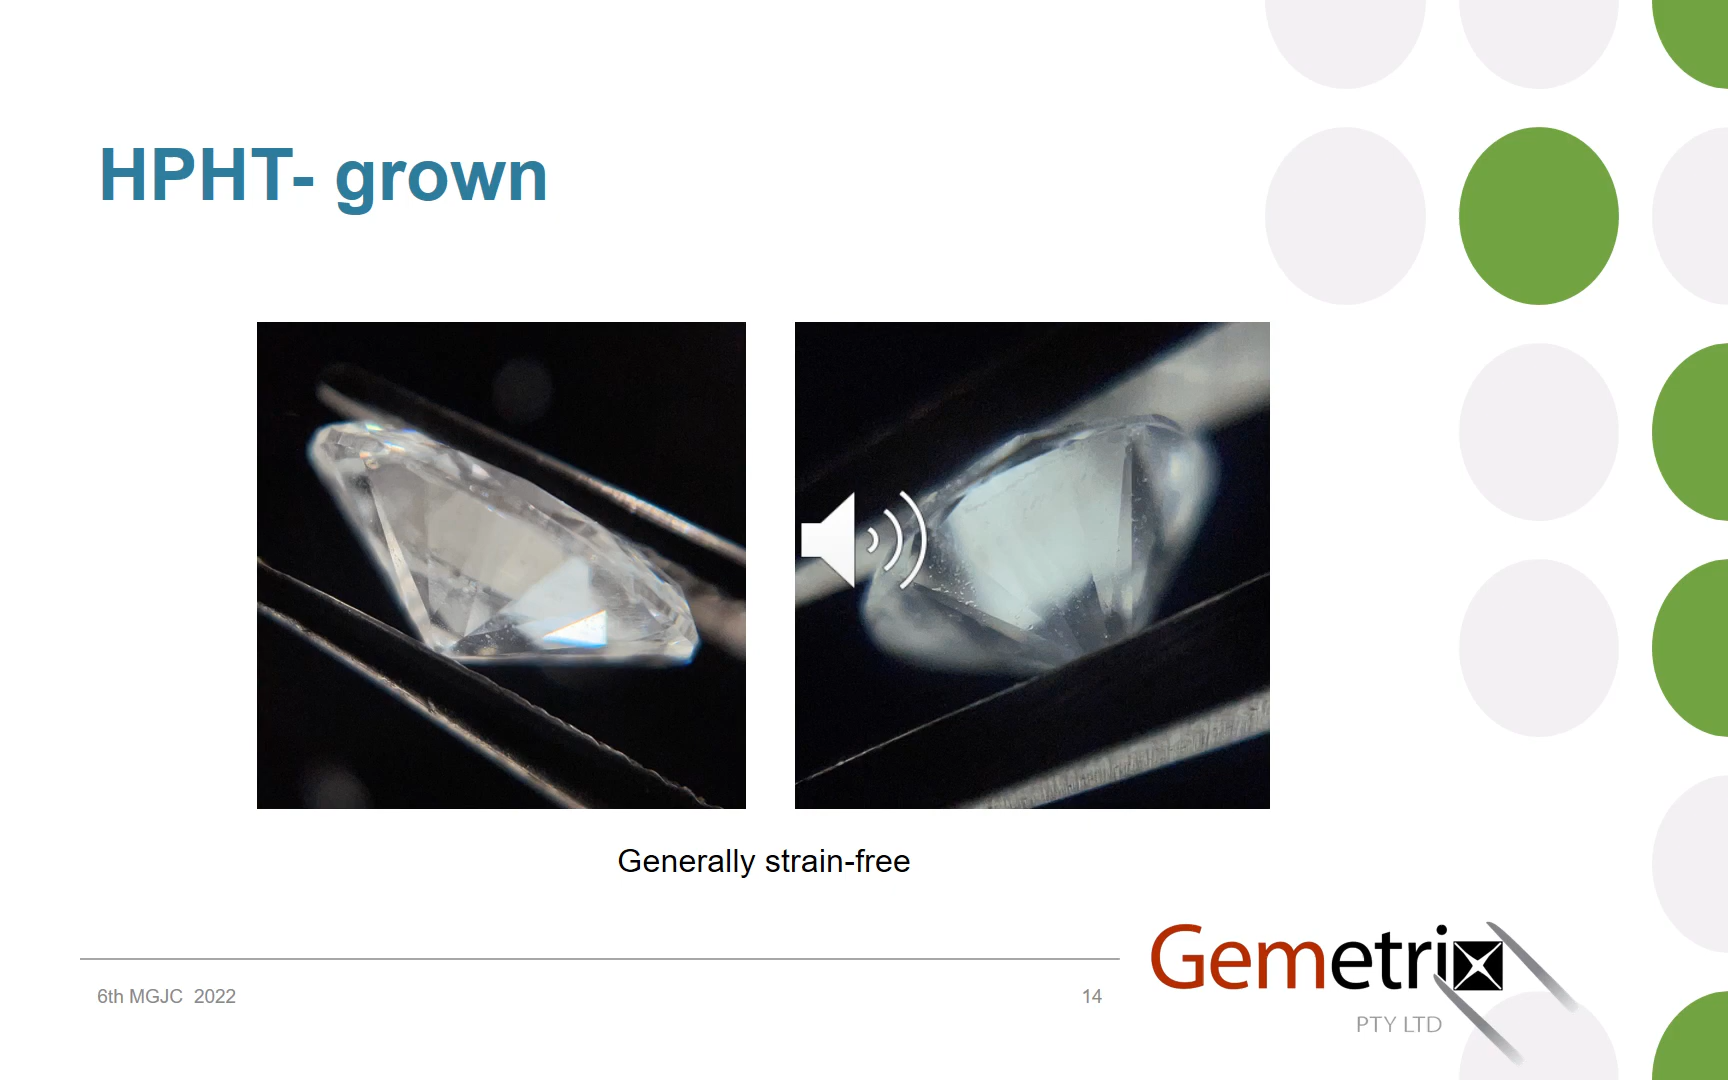 HPHT- grown
Generally strain-free
6th MGJC  2022
14
Gemetrix
PTY LTD